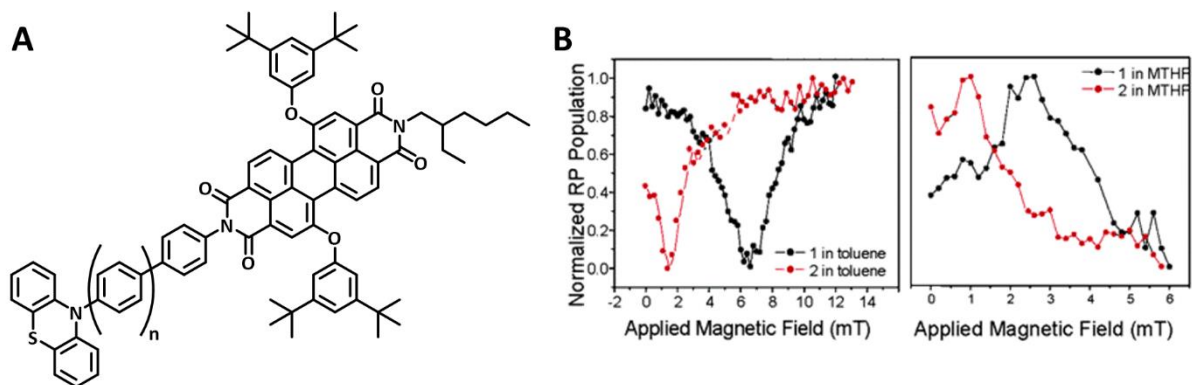 A
B
O
O
N
O
O
N
O
O
N
S
n
Normalized RP Population
1.0
0.8
0.6
0.4
0.2
0.0
-2 0 2 4 6 8 10 12 14
Applied Magnetic Field (mT)
1 in toluene
2 in toluene
1 in MTHF
2 in MTHF
0 1 2 3 4 5 6
Applied Magnetic Field (mT)